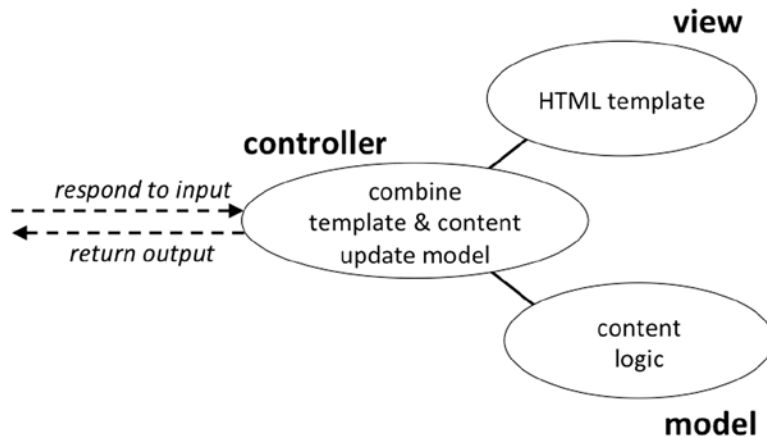 view
HTML template
controller
respond to input
combine
template & content
update model
return output
content
logic
model